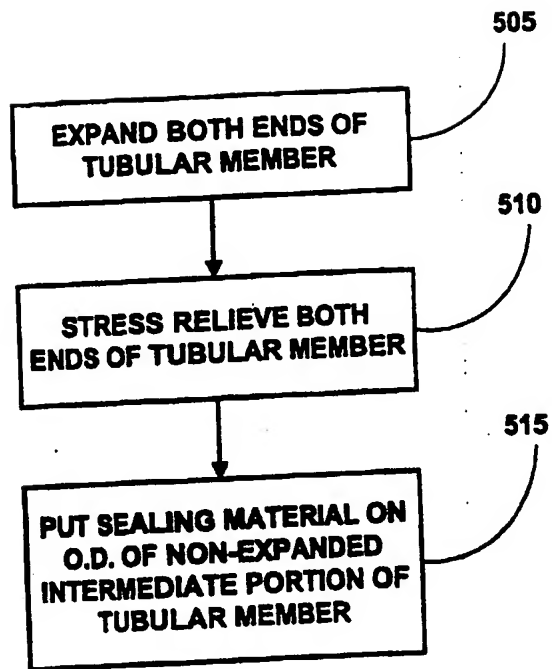 505
EXPAND BOTH ENDS OF
TUBULAR MEMBER
510
STRESS RELIEVE BOTH
ENDS OF TUBULAR MEMBER
515
PUT SEALING MATERIAL ON
O.D. OF NON-EXPANDED
INTERMEDIATE PORTION OF
TUBULAR MEMBER